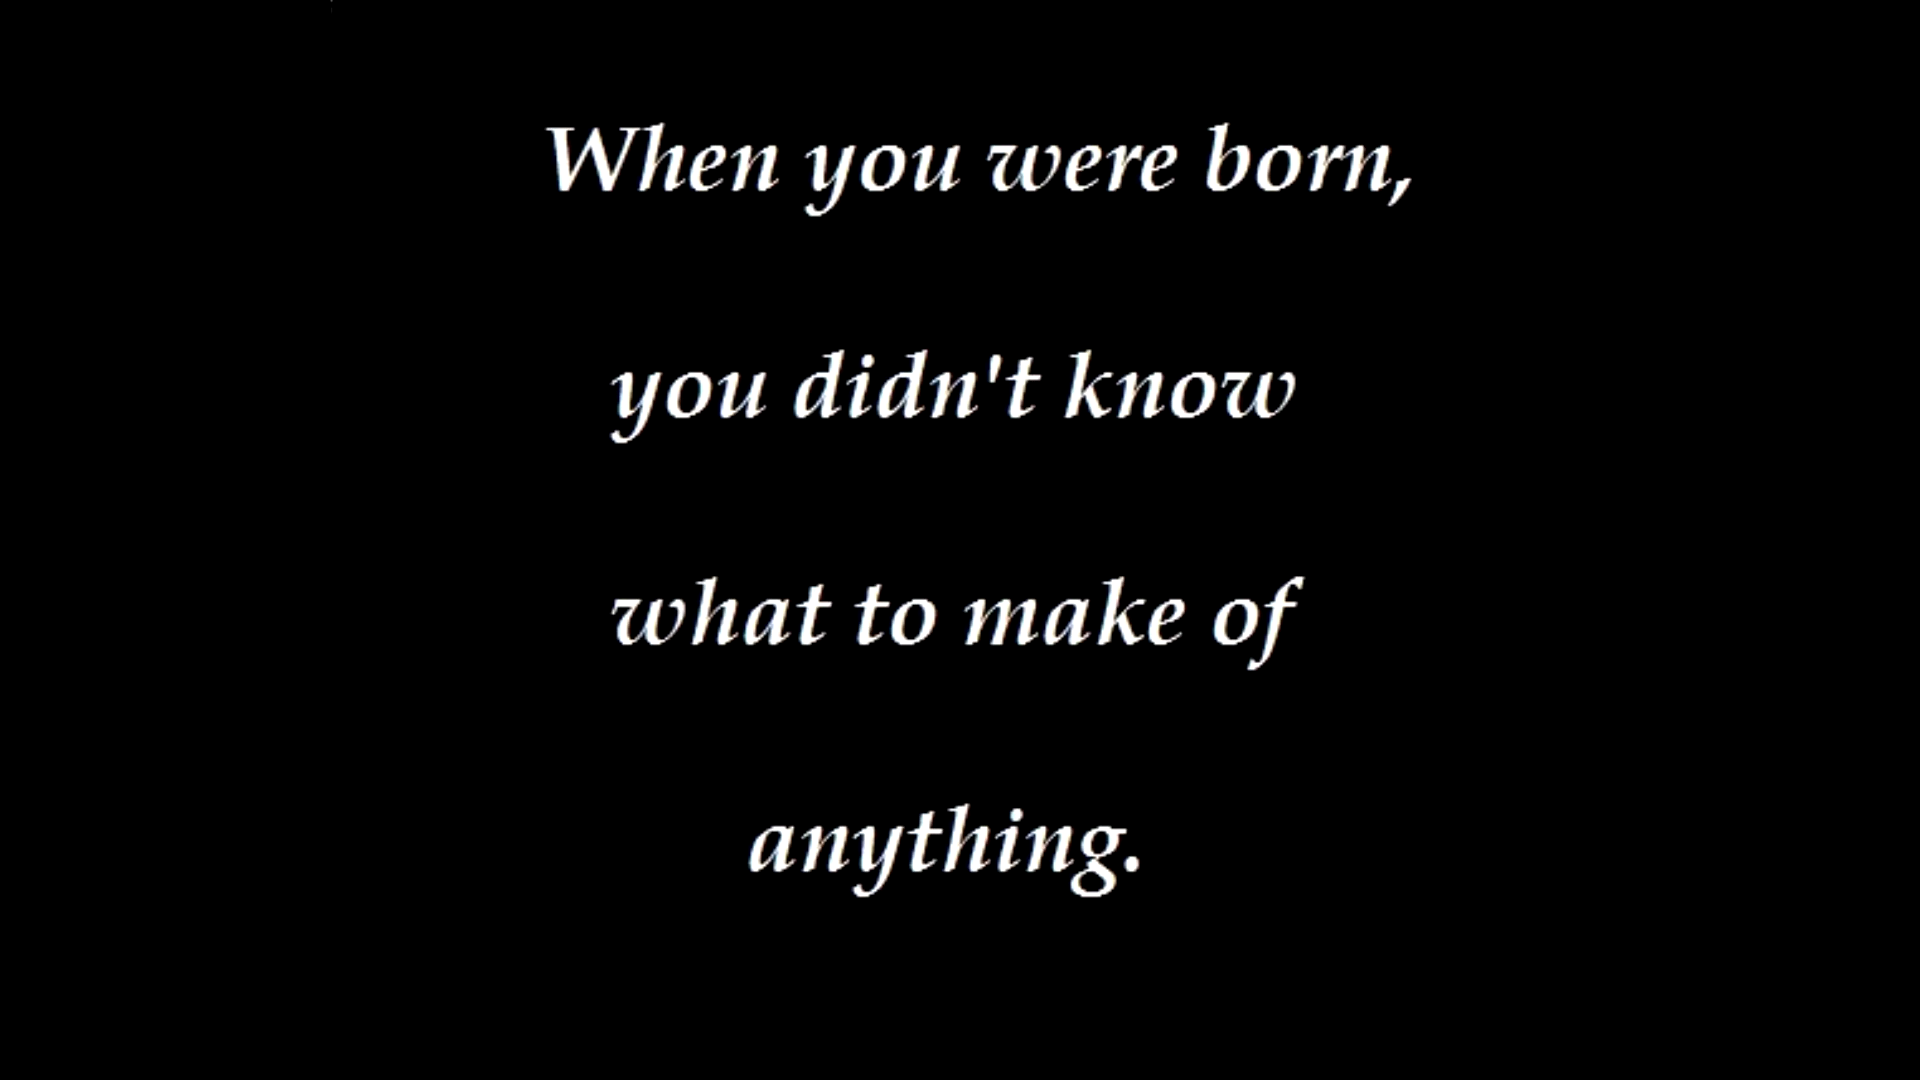 When you were born,
you didn't know
what to make of
anything.